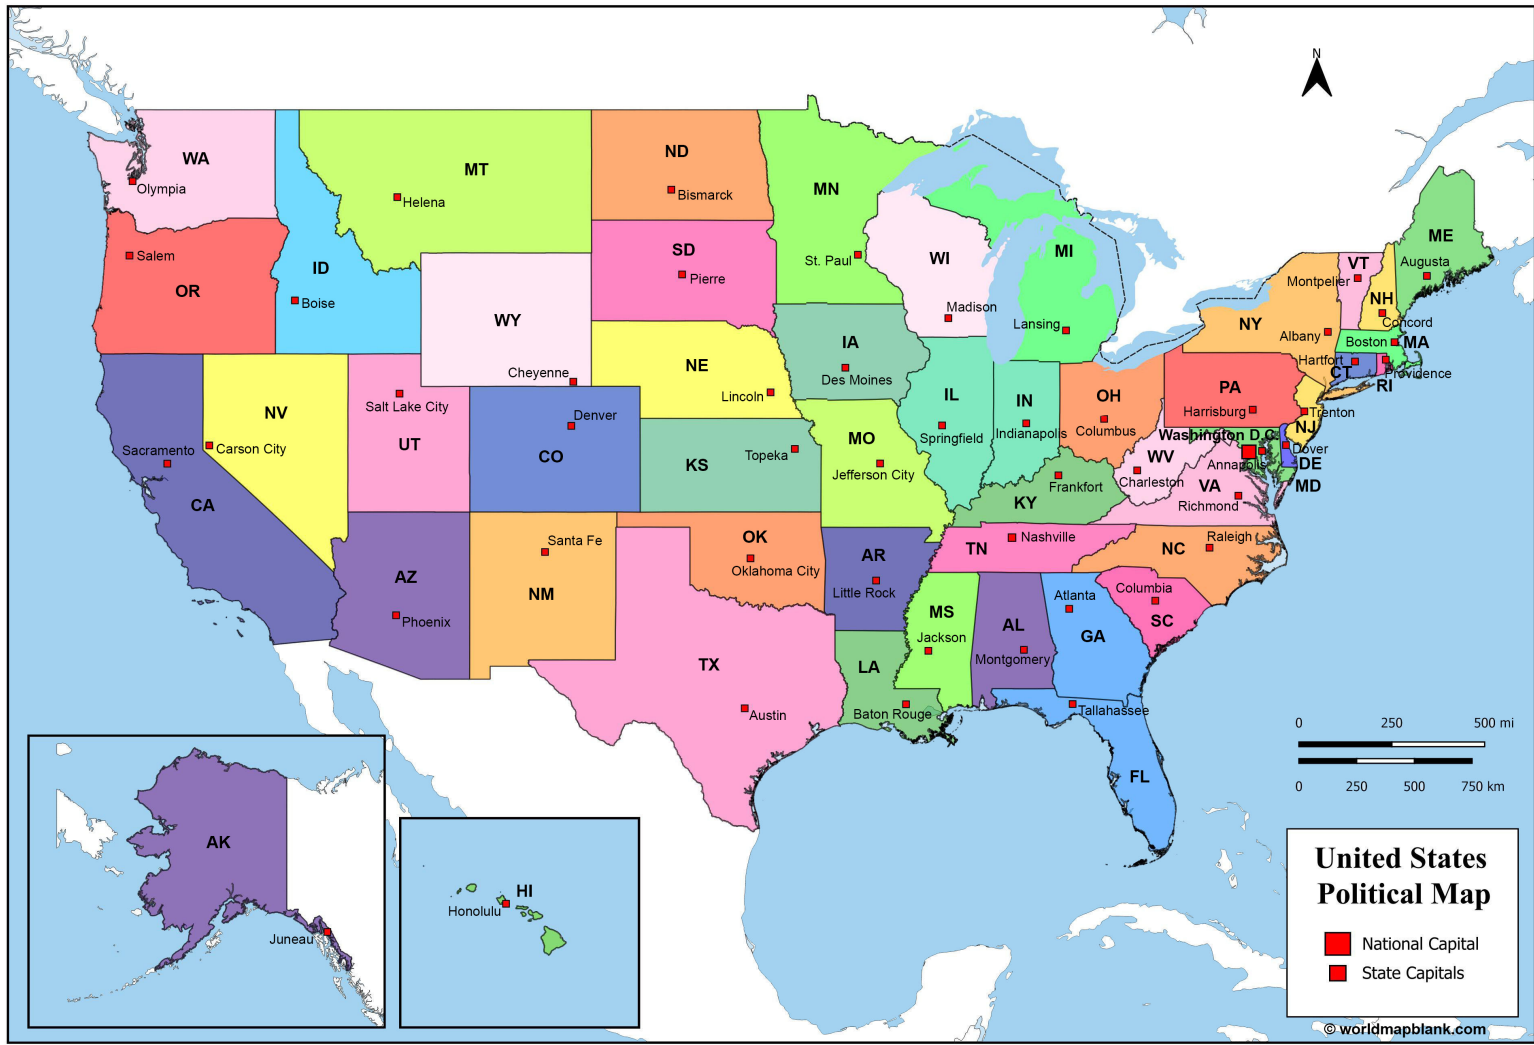 N
WA
Olympia
MT
Helena
ND
Bismarck
MN
St. Paul
OR
Salem
ID
Boise
WY
Cheyenne
SD
Pierre
WI
Madison
MI
Lansing
ME
Augusta
VT
Montpelier
NH
Concord
NY
Albany
Boston
MA
Hartfort
CT
RI
Providence
NV
Carson City
Sacramento
CA
Salt Lake City
UT
Denver
CO
NE
Lincoln
IA
Des Moines
KS
Topeka
MO
Jefferson City
IL
Springfield
IN
Indianapolis
OH
Columbus
PA
Harrisburg
Trenton
NJ
Washington D.C.
Dover
DE
Annapolis
MD
WV
Charleston
VA
Richmond
KY
Frankfort
AZ
Phoenix
Santa Fe
NM
OK
Oklahoma City
AR
Little Rock
TN
Nashville
NC
Raleigh
Columbia
SC
Atlanta
GA
AL
Montgomery
MS
Jackson
LA
Baton Rouge
TX
Austin
Tallahassee
FL
AK
Juneau
HI
Honolulu
0 250 500 mi
0 250 500 750 km
United States
Political Map
National Capital
State Capitals
© worldmapblank.com